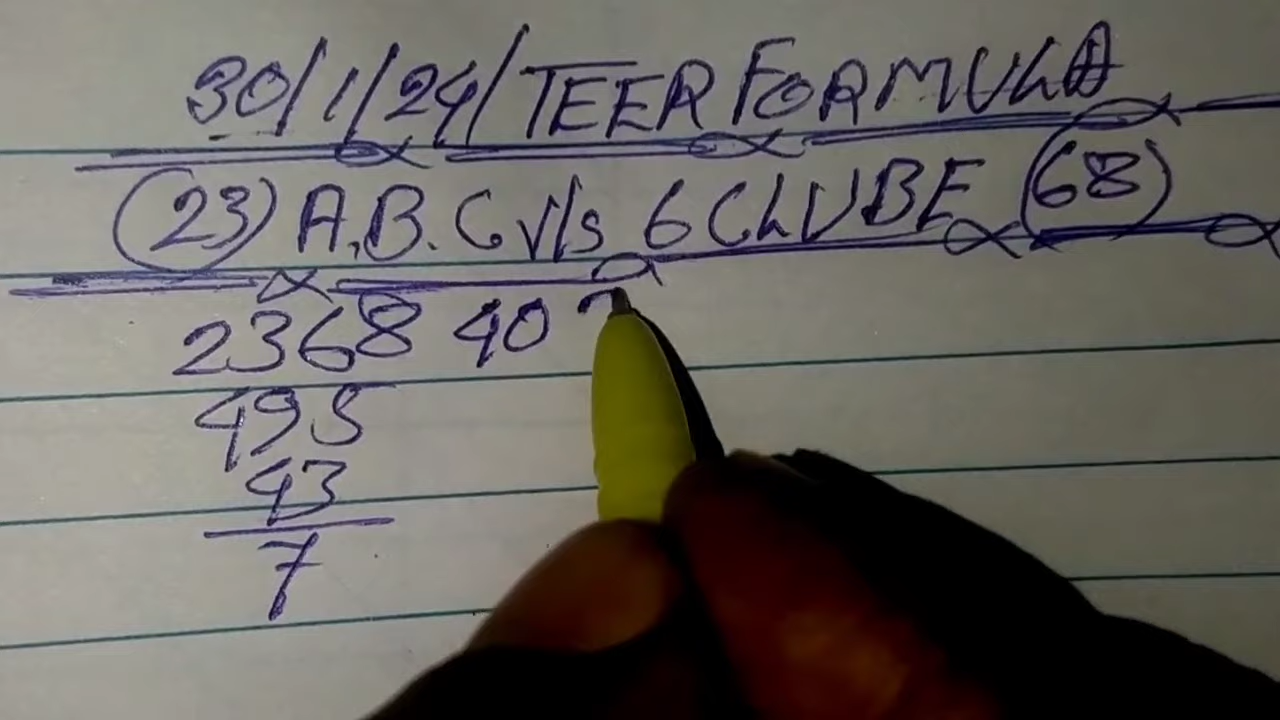 30/1/24/TEER FORMULA
(23) A.B.C v/s 6 CLUBE (68)
2368 40
495
43
7